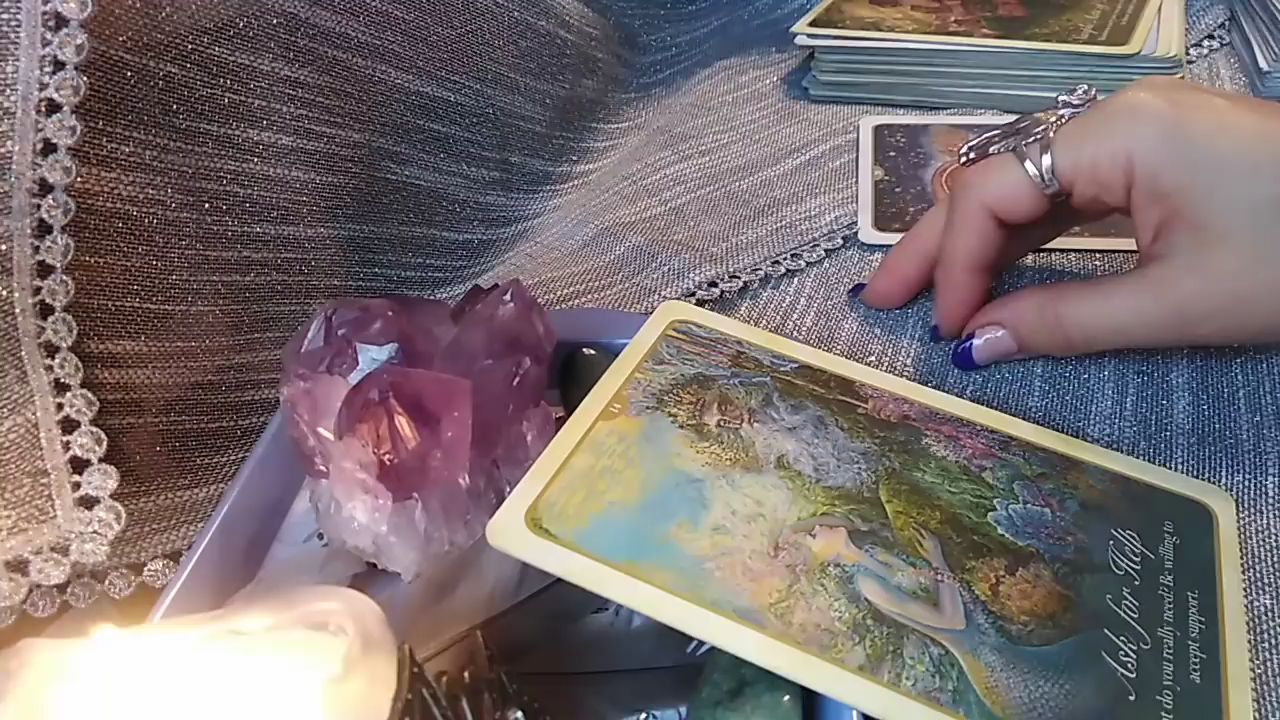 Ask for Help
t do you really need? Be willing to
accept support.